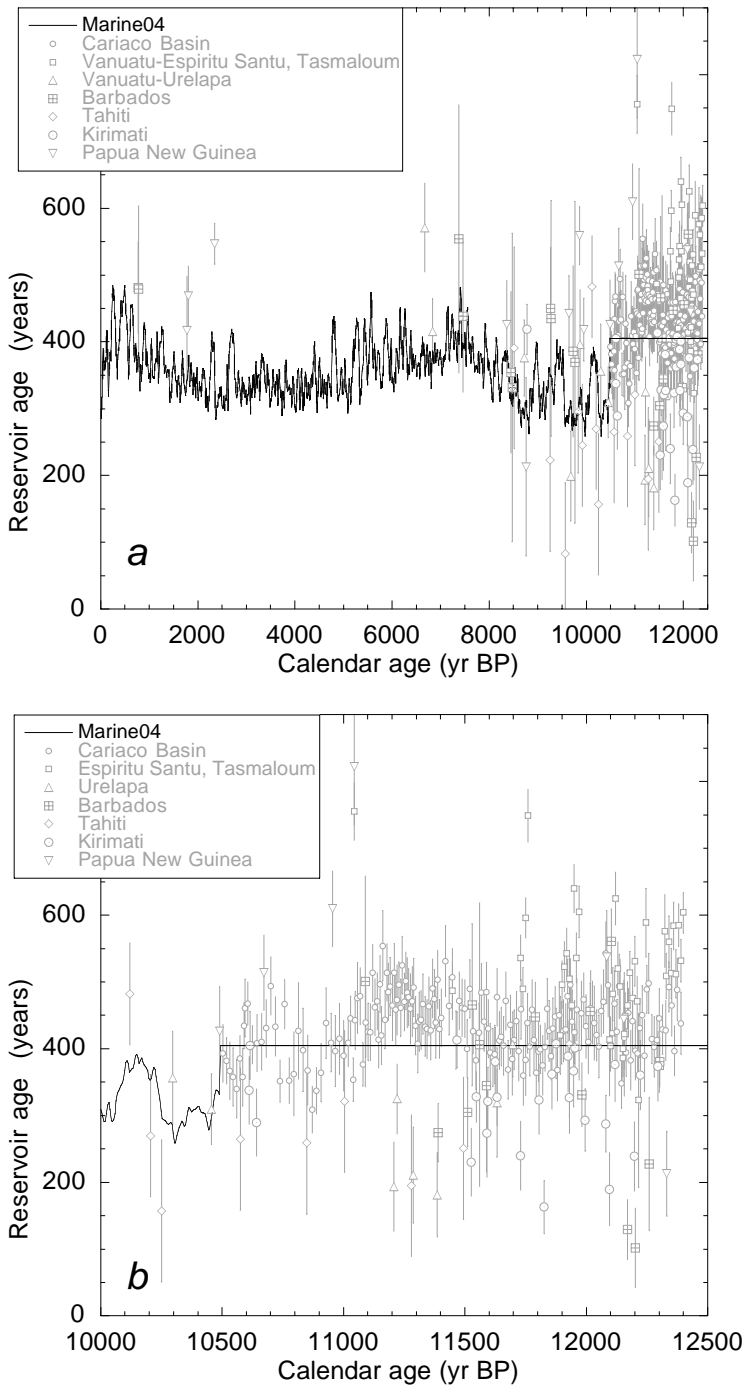 Marine04
Cariaco Basin
Vanuatu-Espiritu Santu, Tasmaloum
Vanuatu-Urelapa
Barbados
Tahiti
Kirimati
Papua New Guinea
600
400
200
0
Reservoir age (years)
a
0 2000 4000 6000 8000 10000 12000
Calendar age (yr BP)
Marine04
Cariaco Basin
Espiritu Santu, Tasmaloum
Urelapa
Barbados
Tahiti
Kirimati
Papua New Guinea
600
400
200
0
Reservoir age (years)
b
10000 10500 11000 11500 12000 12500
Calendar age (yr BP)